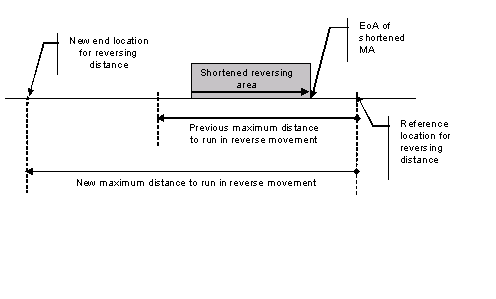 EoA of
shortened
MA
New end location
for reversing
distance
Shortened reversing
area
Previous maximum distance
to run in reverse movement
Reference
location for
reversing
distance
New maximum distance to run in reverse movement